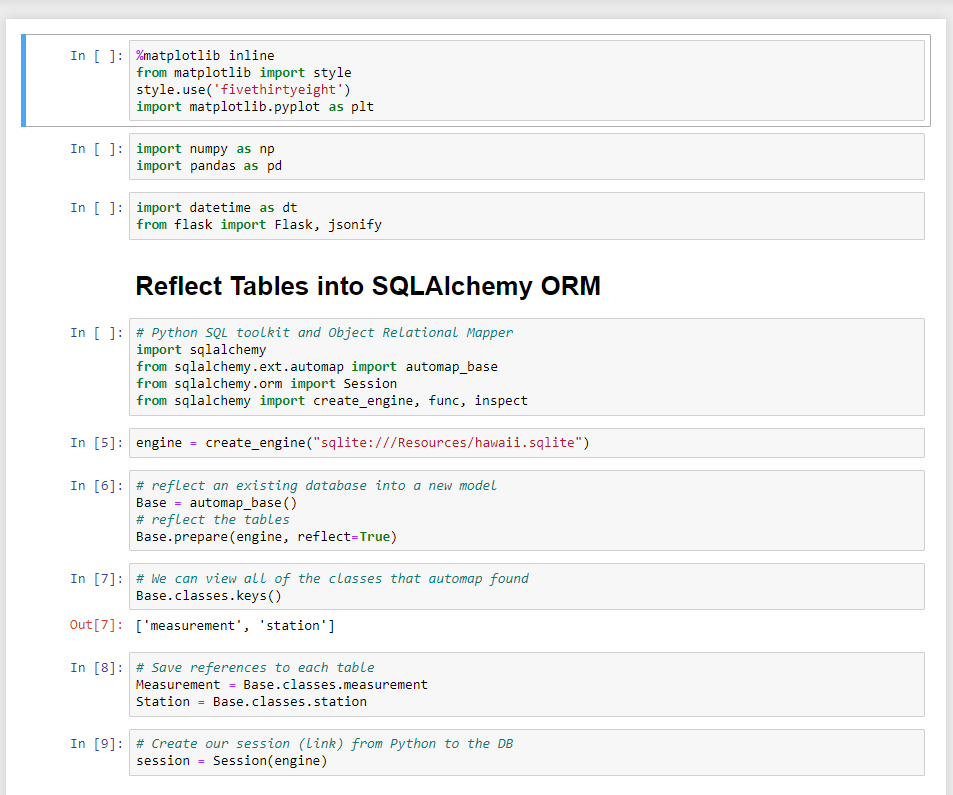 In [ ]: %matplotlib inline
from matplotlib import style
style.use('fivethirtyeight')
import matplotlib.pyplot as plt
In [ ]: import numpy as np
import pandas as pd
In [ ]: import datetime as dt
from flask import Flask, jsonify
Reflect Tables into SQLAlchemy ORM
In [ ]: # Python SQL toolkit and Object Relational Mapper
import sqlalchemy
from sqlalchemy.ext.automap import automap_base
from sqlalchemy.orm import Session
from sqlalchemy import create_engine, func, inspect
In [5]: engine = create_engine("sqlite:///Resources/hawaii.sqlite")
In [6]: # reflect an existing database into a new model
Base = automap_base()
# reflect the tables
Base.prepare(engine, reflect=True)
In [7]: # We can view all of the classes that automap found
Base.classes.keys()
Out[7]: ['measurement', 'station']
In [8]: # Save references to each table
Measurement = Base.classes.measurement
Station = Base.classes.station
In [9]: # Create our session (link) from Python to the DB
session = Session(engine)